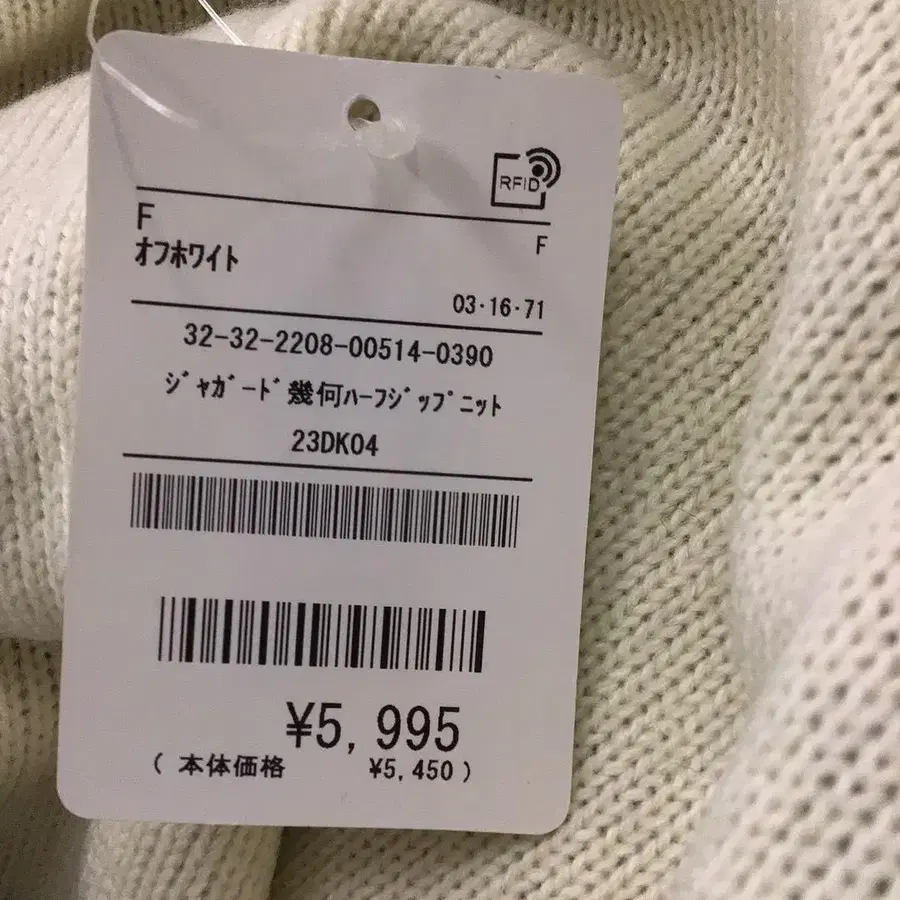 RFID
F
F
ｵﾌﾎﾜｲﾄ
03·16·71
32-32-2208-00514-0390
ｼﾞｬｶﾞｰﾄﾞ幾何ﾊｰﾌｼﾞｯﾌﾟﾆｯﾄ
23DK04
¥5,995
( 本体価格 ¥5,450 )